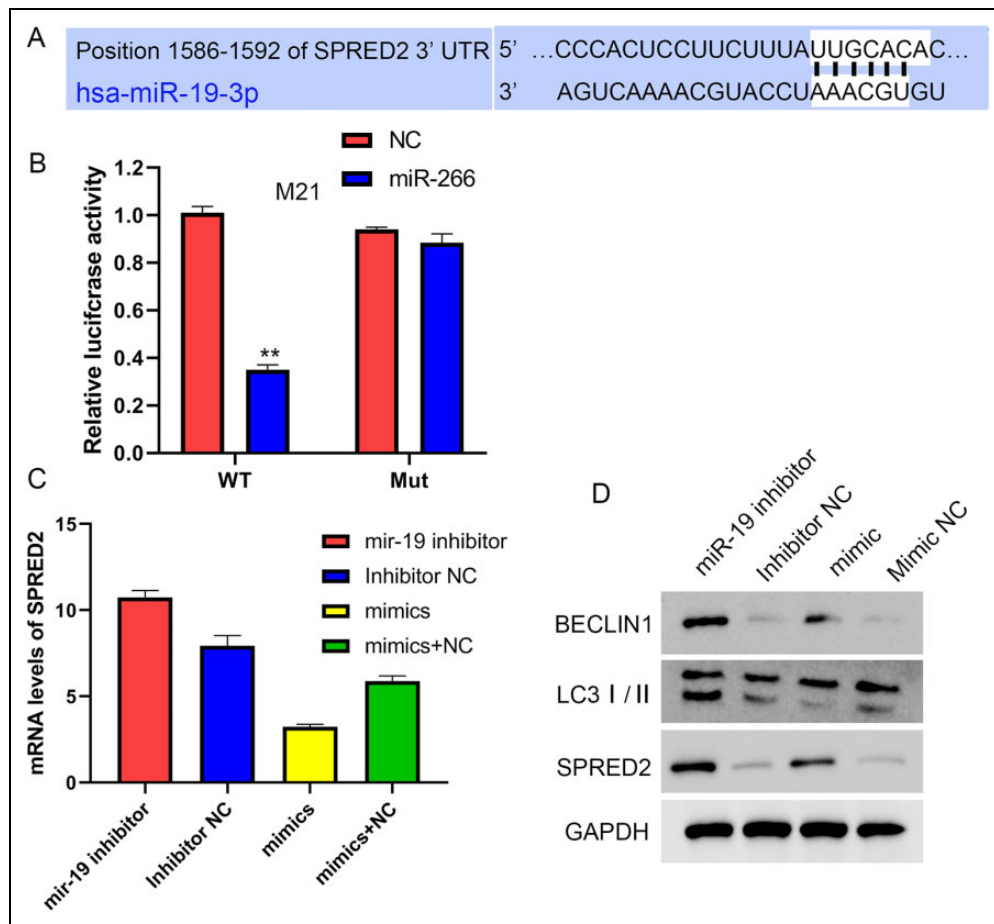 A
Position 1586-1592 of SPRED2 3’ UTR 5’ ...CCCACUCCUUCUUUAUUGCACAC...
hsa-miR-19-3p 3’ AGUCAAAACGUACCUAAACGUGU
B
NC
miR-266
M21
Relative lucifcrase activity
1.2
1.0
0.8
0.6
0.4
0.2
0.0
**
WT Mut
C
mRNA levels of SPRED2
15
10
5
0
mir-19 inhibitor
Inhibitor NC
mimics
mimics+NC
mir-19 inhibitor
Inhibitor NC
mimics
mimics+NC
D
miR-19 inhibitor
Inhibitor NC
mimic
Mimic NC
BECLIN1
LC3 Ⅰ / Ⅱ
SPRED2
GAPDH